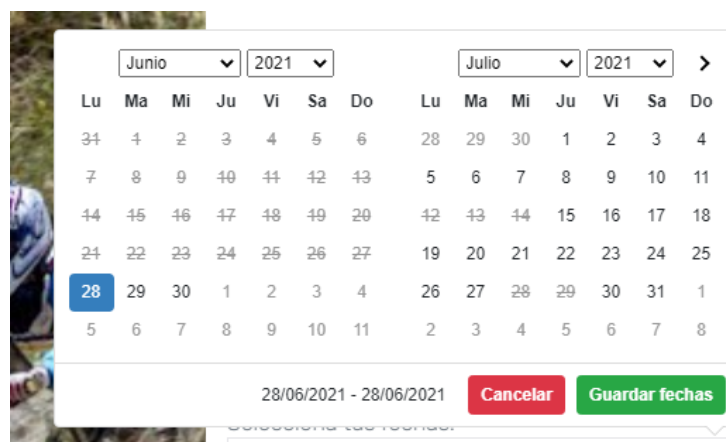 Junio 2021 Julio 2021
Lu Ma Mi Ju Vi Sa Do Lu Ma Mi Ju Vi Sa Do
31 1 2 3 4 5 6 28 29 30 1 2 3 4
7 8 9 10 11 12 13 5 6 7 8 9 10 11
14 15 16 17 18 19 20 12 13 14 15 16 17 18
21 22 23 24 25 26 27 19 20 21 22 23 24 25
28 29 30 1 2 3 4 26 27 28 29 30 31 1
5 6 7 8 9 10 11 2 3 4 5 6 7 8
28/06/2021 - 28/06/2021 Cancelar Guardar fechas
Selecciona tus fechas: